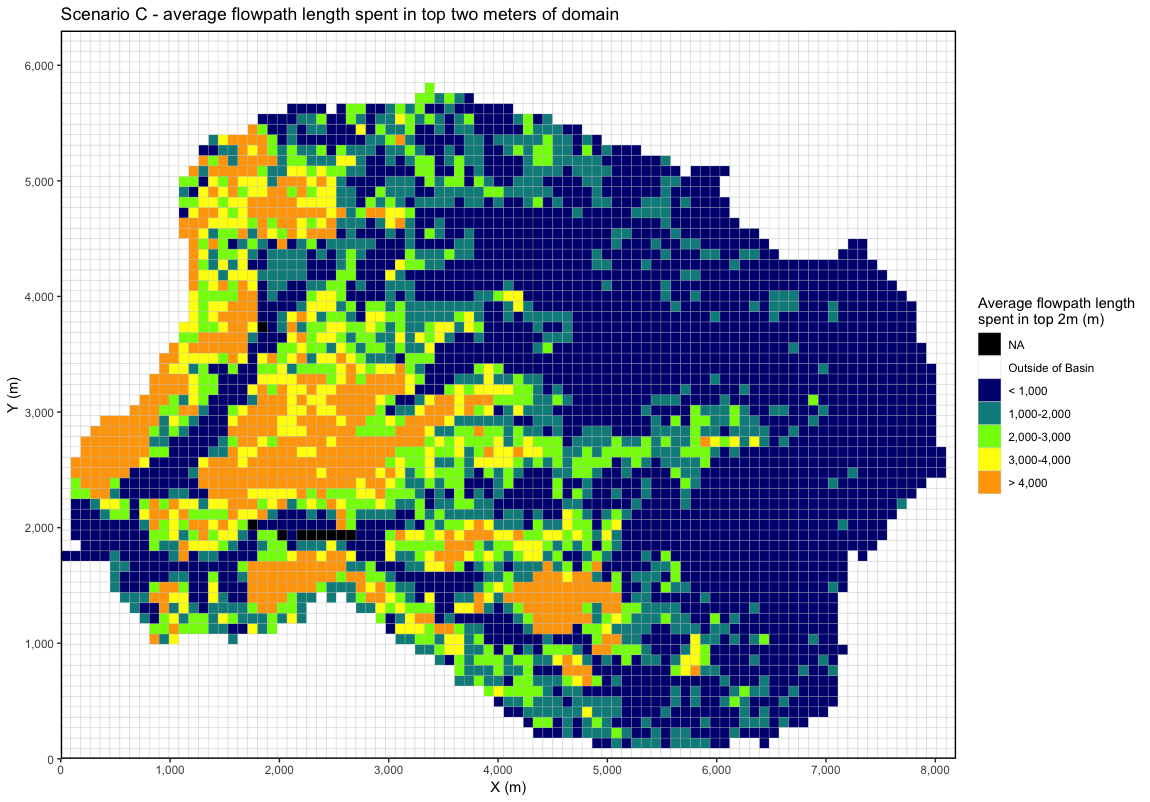 Scenario C - average flowpath length spent in top two meters of domain
6,000
5,000
4,000
3,000
2,000
1,000
0
Y (m)
0 1,000 2,000 3,000 4,000 5,000 6,000 7,000 8,000
X (m)
Average flowpath length
spent in top 2m (m)
NA
Outside of Basin
< 1,000
1,000-2,000
2,000-3,000
3,000-4,000
> 4,000